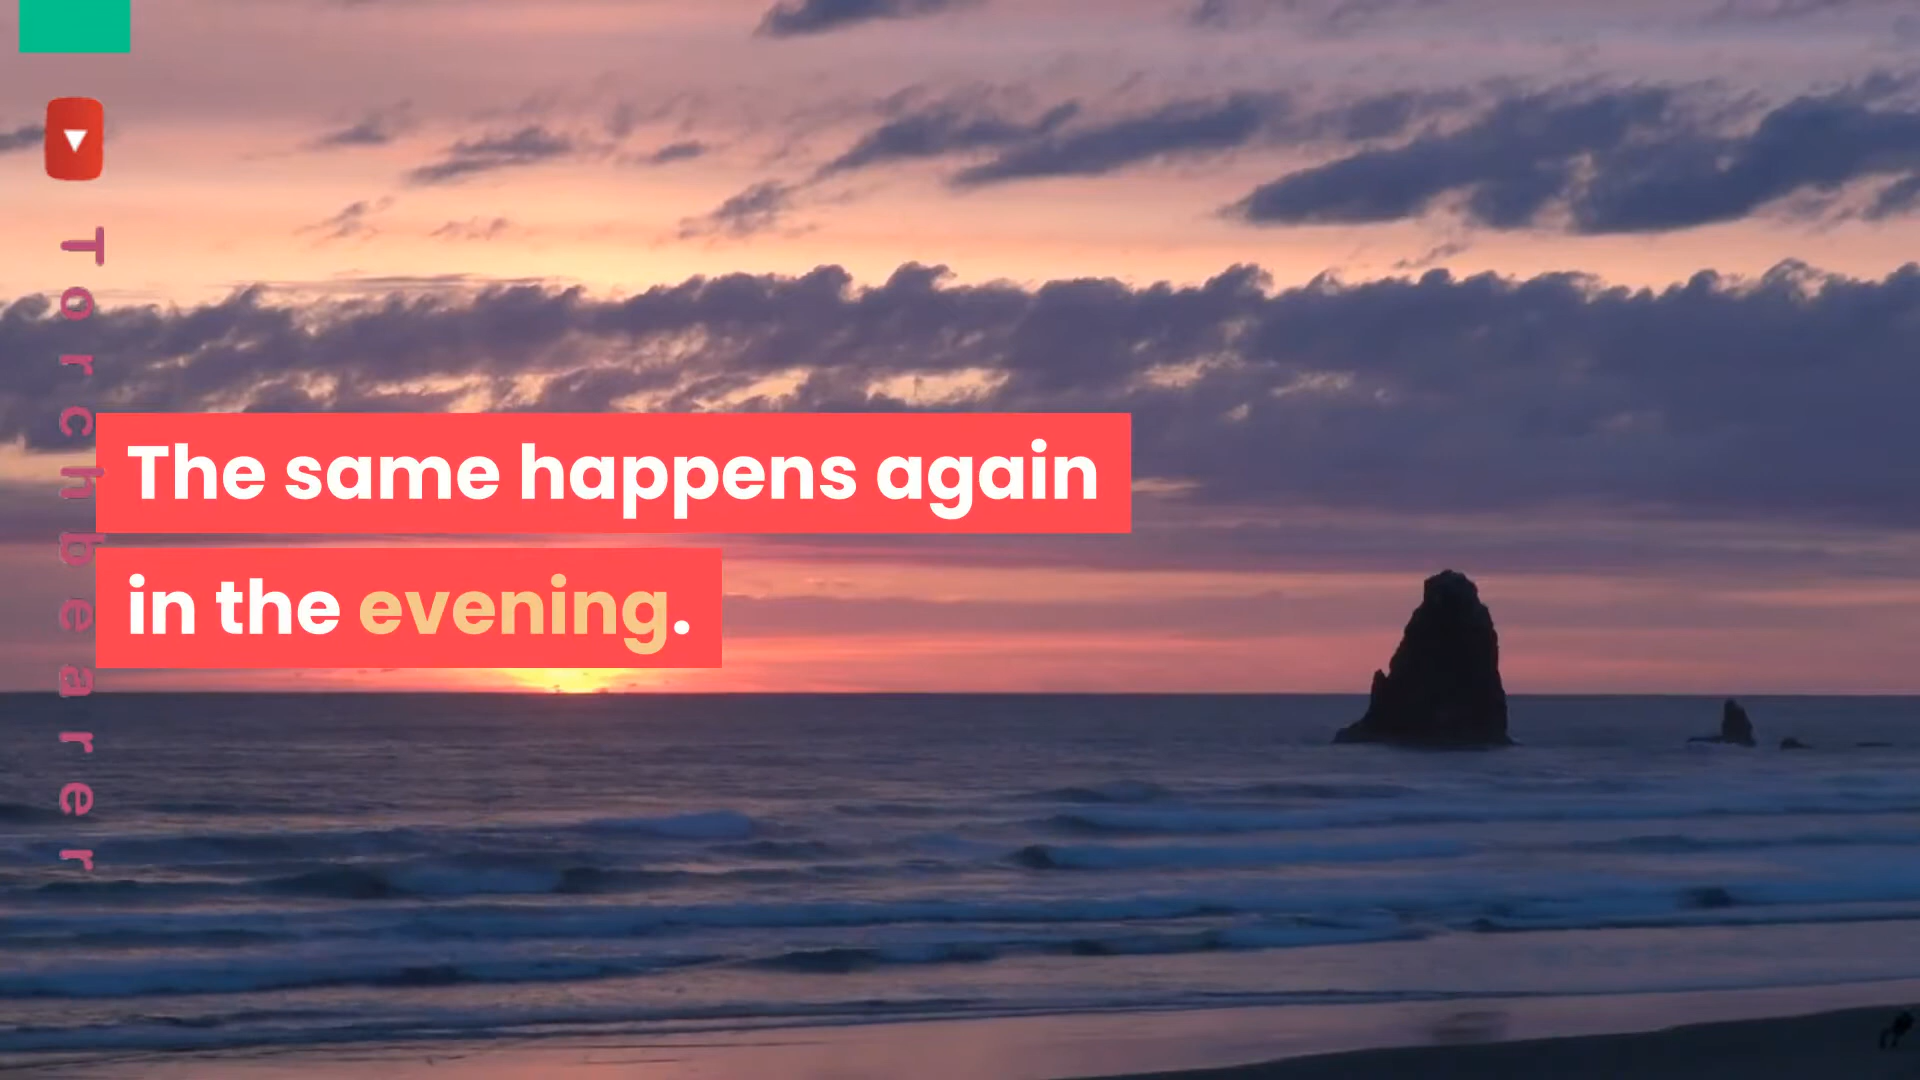 The same happens again
in the evening.
Torchbearer